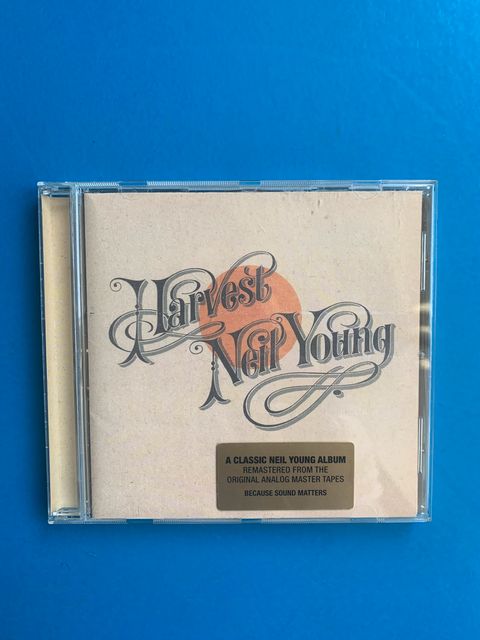 Harvest
Neil Young
A CLASSIC NEIL YOUNG ALBUM
REMASTERED FROM THE
ORIGINAL ANALOG MASTER TAPES
BECAUSE SOUND MATTERS